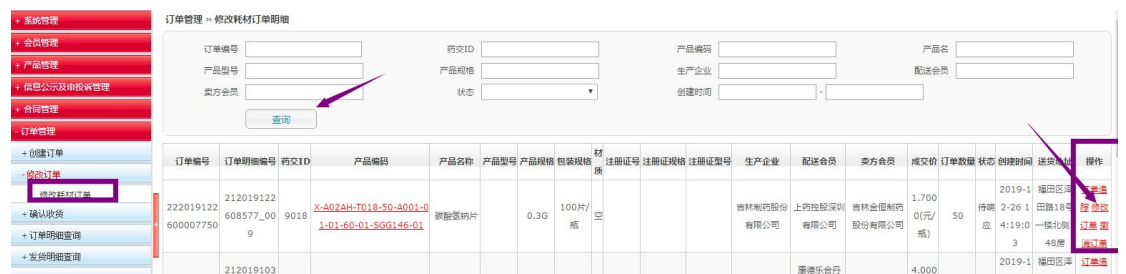 + 系统管理
+ 会员管理
+ 产品管理
+ 信息公示及申投诉管理
+ 合同管理
- 订单管理
+ 创建订单
- 修改订单
修改耗材订单
+ 确认收货
+ 订单明细查询
+ 发货明细查询
订单管理 » 修改耗材订单明细
订单编号 药交ID 产品编码 产品名
产品型号 产品规格 生产企业 配送会员
卖方会员 状态 创建时间 -
查询
订单编号 订单明细编号 药交ID 产品编码 产品名称 产品型号 产品规格 包装规格 材质 注册证号 注册证规格 注册证型号 生产企业 配送会员 卖方会员 成交价 订单数量 状态 创建时间 送货地址 操作
222019122600007750 212019122608577_009 9018 X-A02AH-T018-50-A001-01-01-60-01-SGG146-01 碳酸氢钠片 0.3G 100片/瓶 空 吉林制药股份有限公司 上药控股深圳有限公司 吉林金恒制药股份有限公司 1.7000(元/瓶) 50 待响应 2019-12-26 14:19:03 福田区泽田路18号一楼北侧48房 订单追踪 修改订单 撤消订单
212019103 康德乐合丹 4.000 2019-1 福田区泽 订单追